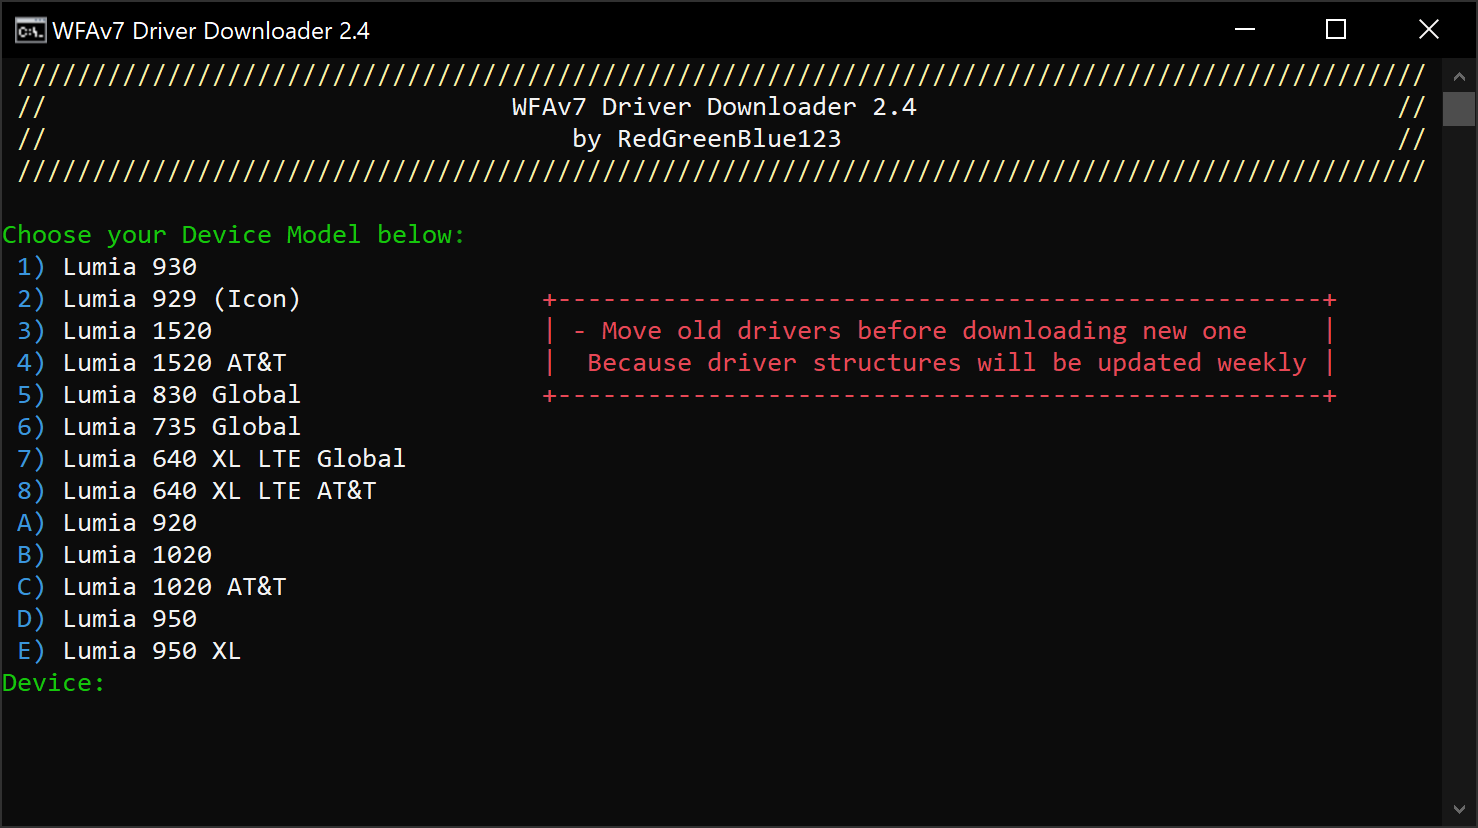 WFAv7 Driver Downloader 2.4
//////////////////////////////////////////////////////////////////////////////////////////////
// WFAv7 Driver Downloader 2.4 //
// by RedGreenBlue123 //
//////////////////////////////////////////////////////////////////////////////////////////////
Choose your Device Model below:
1) Lumia 930
2) Lumia 929 (Icon)
+---------------------------------------------------+
3) Lumia 1520
| - Move old drivers before downloading new one |
4) Lumia 1520 AT&T
| Because driver structures will be updated weekly |
5) Lumia 830 Global
+---------------------------------------------------+
6) Lumia 735 Global
7) Lumia 640 XL LTE Global
8) Lumia 640 XL LTE AT&T
A) Lumia 920
B) Lumia 1020
C) Lumia 1020 AT&T
D) Lumia 950
E) Lumia 950 XL
Device: